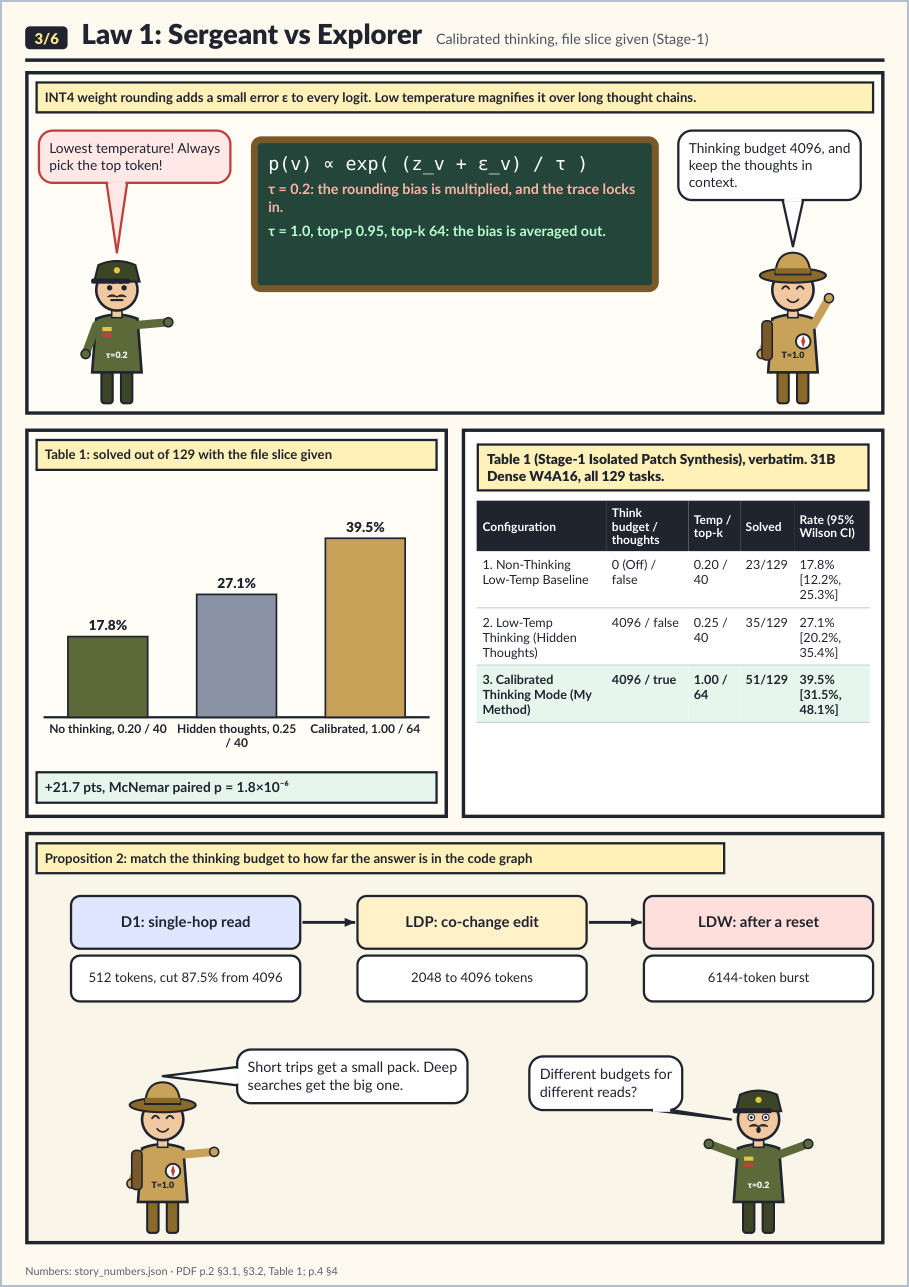 3/6 Law 1: Sergeant vs Explorer Calibrated thinking, file slice given (Stage-1)
INT4 weight rounding adds a small error ε to every logit. Low temperature magnifies it over long thought chains.
Lowest temperature! Always
pick the top token!
p(v) ∝ exp( (z_v + ε_v) / τ )
τ = 0.2: the rounding bias is multiplied, and the trace locks
in.
τ = 1.0, top-p 0.95, top-k 64: the bias is averaged out.
Thinking budget 4096, and
keep the thoughts in
context.
τ=0.2
T=1.0
Table 1: solved out of 129 with the file slice given
17.8%
27.1%
39.5%
No thinking, 0.20 / 40
Hidden thoughts, 0.25
/ 40
Calibrated, 1.00 / 64
+21.7 pts, McNemar paired p = 1.8×10⁻⁶
Table 1 (Stage-1 Isolated Patch Synthesis), verbatim. 31B
Dense W4A16, all 129 tasks.
Configuration
Think
budget /
thoughts
Temp /
top-k
Solved
Rate (95%
Wilson CI)
1. Non-Thinking
Low-Temp Baseline
0 (Off) /
false
0.20 /
40
23/129
17.8%
[12.2%,
25.3%]
2. Low-Temp
Thinking (Hidden
Thoughts)
4096 / false
0.25 /
40
35/129
27.1%
[20.2%,
35.4%]
3. Calibrated
Thinking Mode (My
Method)
4096 / true
1.00 /
64
51/129
39.5%
[31.5%,
48.1%]
Proposition 2: match the thinking budget to how far the answer is in the code graph
D1: single-hop read
LDP: co-change edit
LDW: after a reset
512 tokens, cut 87.5% from 4096
2048 to 4096 tokens
6144-token burst
Short trips get a small pack. Deep
searches get the big one.
Different budgets for
different reads?
T=1.0
τ=0.2
Numbers: story_numbers.json · PDF p.2 §3.1, §3.2, Table 1; p.4 §4